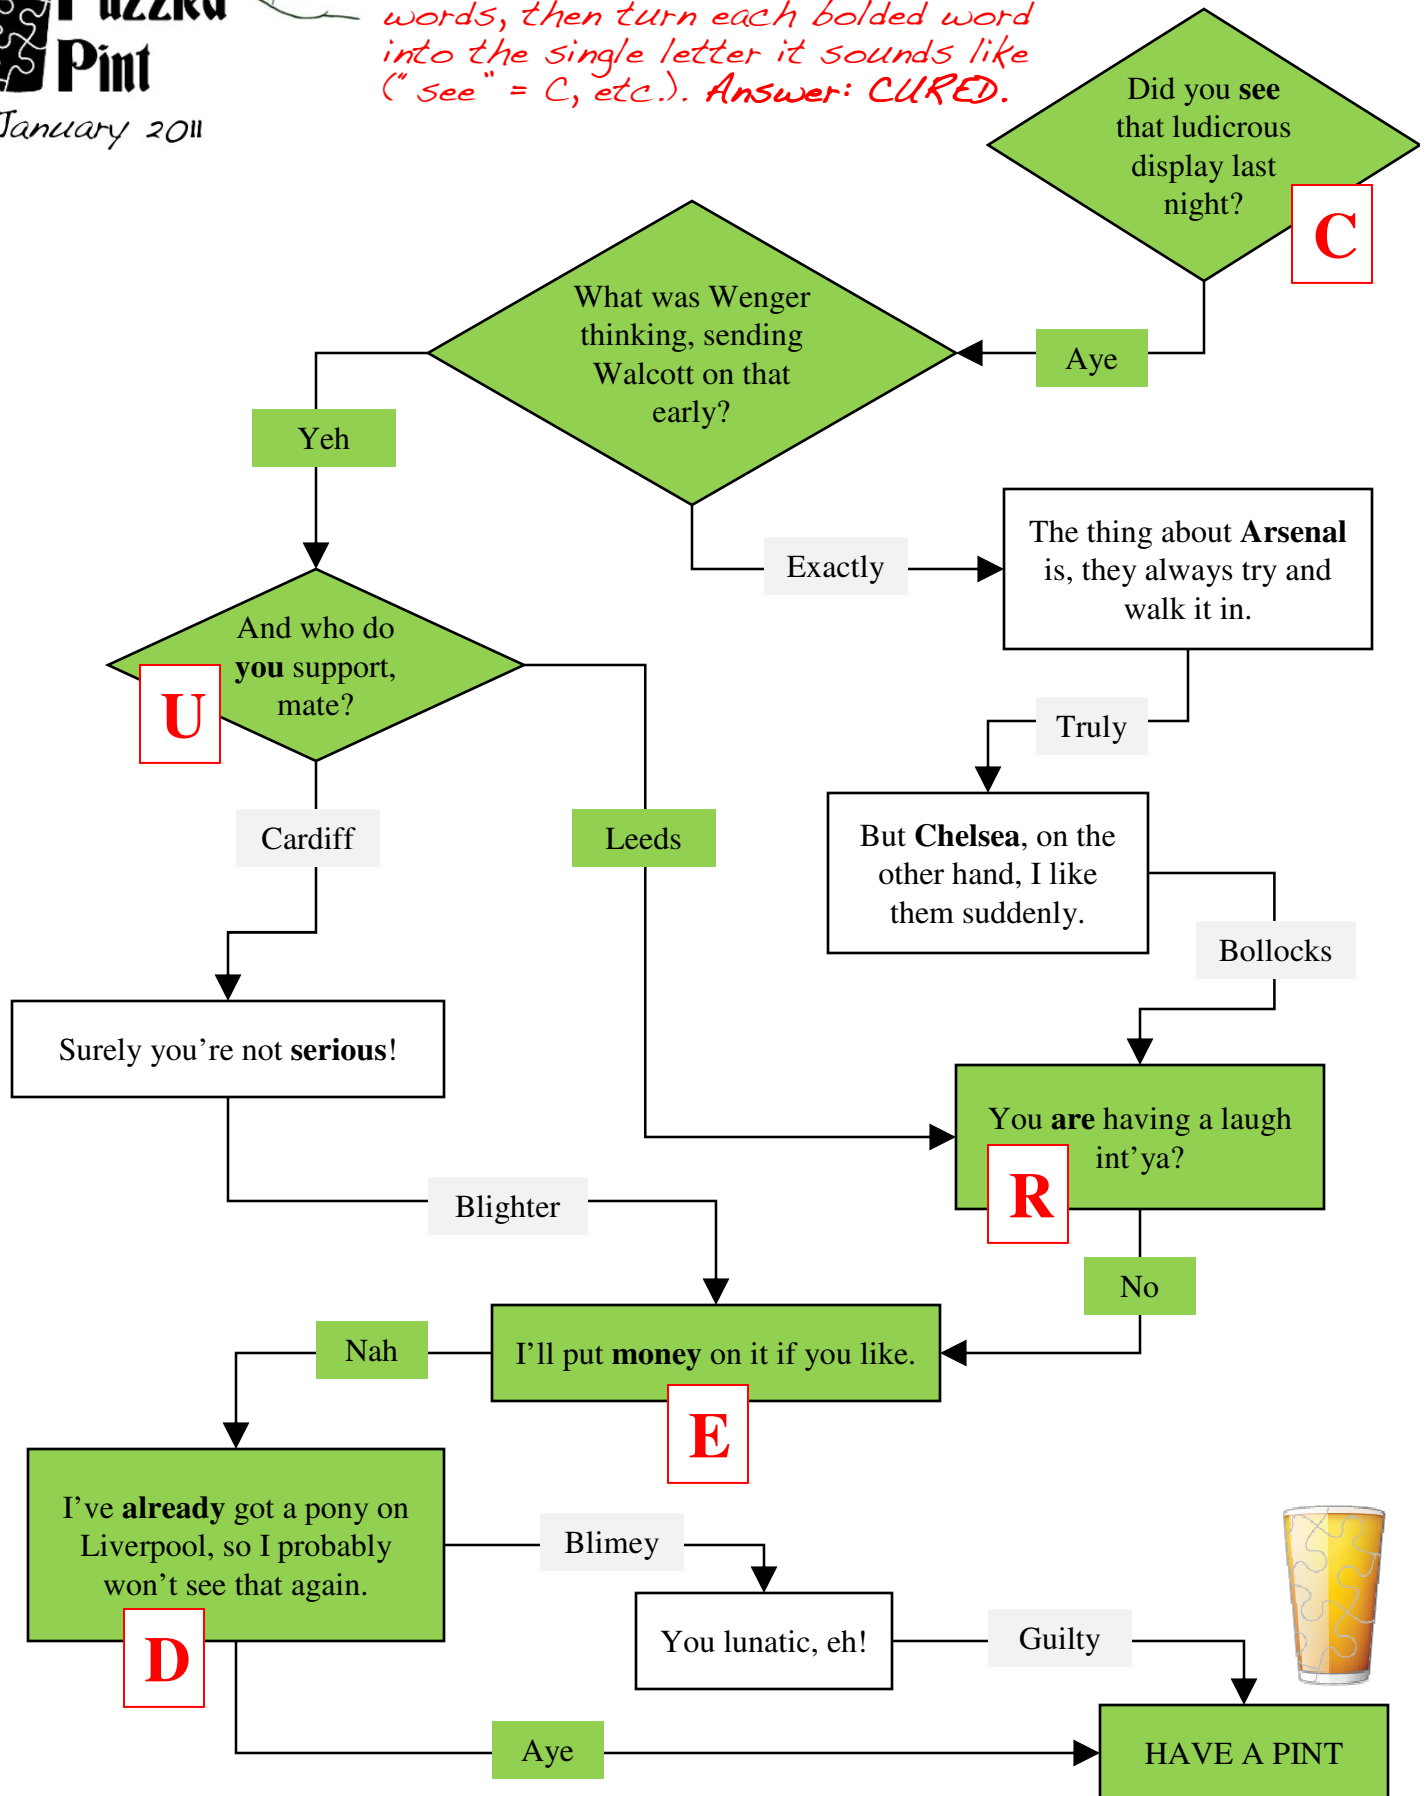 Puzzled
Pint
January 2011
words, then turn each bolded word
into the single letter it sounds like
("see" = C, etc.). Answer: CURED.
Did you see
that ludicrous
display last
night?
C
What was Wenger
thinking, sending
Walcott on that
early?
Aye
Yeh
Exactly
The thing about Arsenal
is, they always try and
walk it in.
And who do
you support,
mate?
U
Truly
Cardiff
Leeds
But Chelsea, on the
other hand, I like
them suddenly.
Bollocks
Surely you're not serious!
You are having a laugh
int'ya?
R
Blighter
No
Nah
I'll put money on it if you like.
E
I've already got a pony on
Liverpool, so I probably
won't see that again.
D
Blimey
You lunatic, eh!
Guilty
Aye
HAVE A PINT